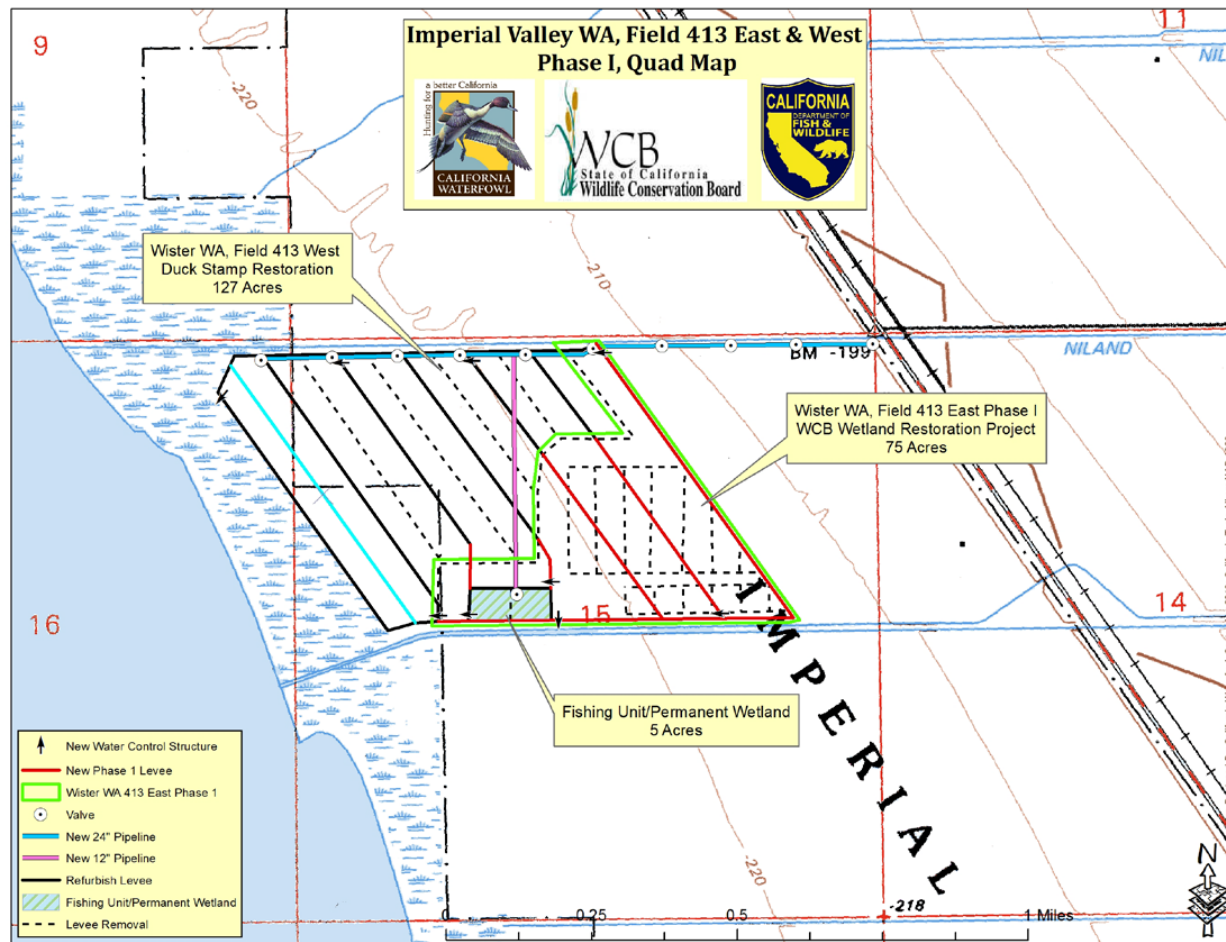 9
11
Imperial Valley WA, Field 413 East & West
Phase I, Quad Map
Hunting for a better California
CALIFORNIA
WATERFOWL
WCB
State of California
Wildlife Conservation Board
CALIFORNIA
DEPARTMENT OF
FISH &
WILDLIFE
-220
Wister WA, Field 413 West
Duck Stamp Restoration
127 Acres
-210
NILAND
BM -199
Wister WA, Field 413 East Phase I
WCB Wetland Restoration Project
75 Acres
16
15
14
IMPERIAL
Fishing Unit/Permanent Wetland
5 Acres
New Water Control Structure
New Phase 1 Levee
Wister WA 413 East Phase 1
Valve
New 24" Pipeline
New 12" Pipeline
Refurbish Levee
Fishing Unit/Permanent Wetland
Levee Removal
-220
-218
N
0 0.25 0.5 1 Miles